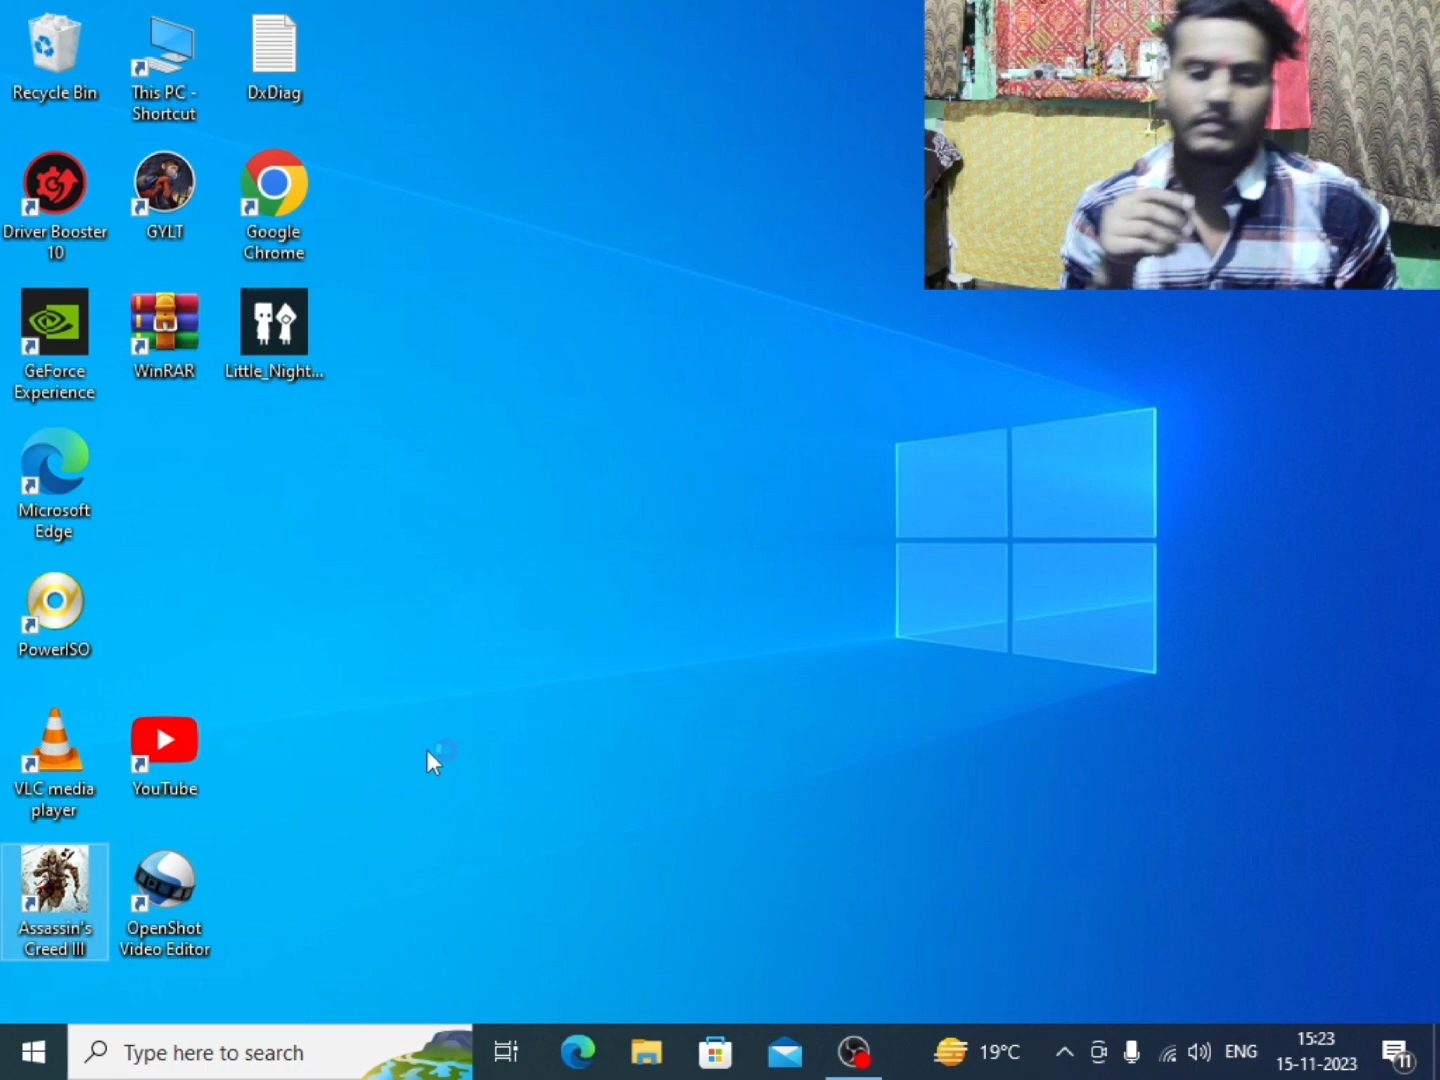 Recycle Bin
This PC -
Shortcut
DxDiag
Driver Booster
10
GYLT
Google
Chrome
GeForce
Experience
WinRAR
Little_Night...
Microsoft
Edge
PowerISO
VLC media
player
YouTube
Assassin's
Creed III
OpenShot
Video Editor
Type here to search
19°C
ENG
15:23
15-11-2023
11